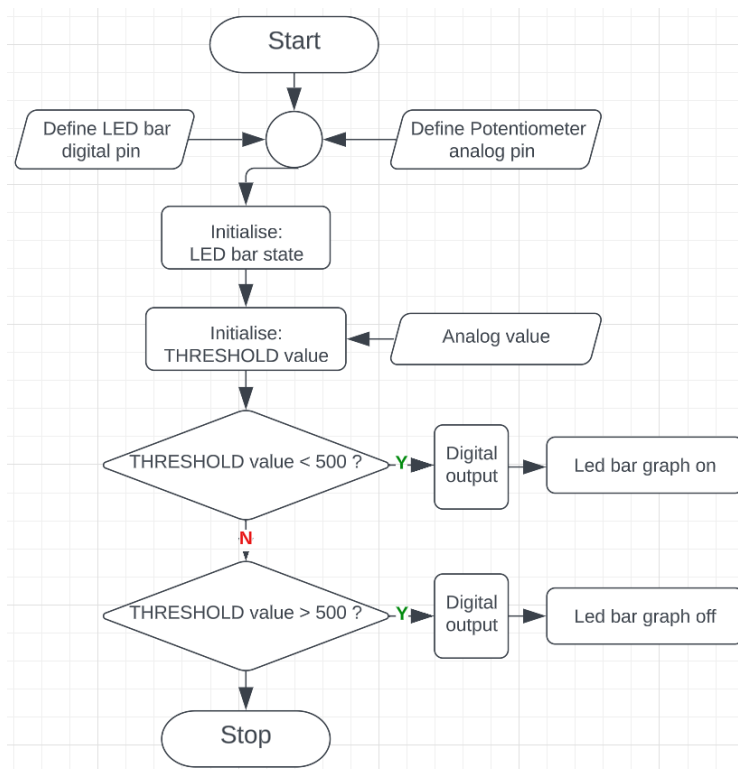 Start
Define LED bar
digital pin
Define Potentiometer
analog pin
Initialise:
LED bar state
Initialise:
THRESHOLD value
Analog value
THRESHOLD value < 500 ?
Y
Digital
output
Led bar graph on
N
THRESHOLD value > 500 ?
Y
Digital
output
Led bar graph off
Stop